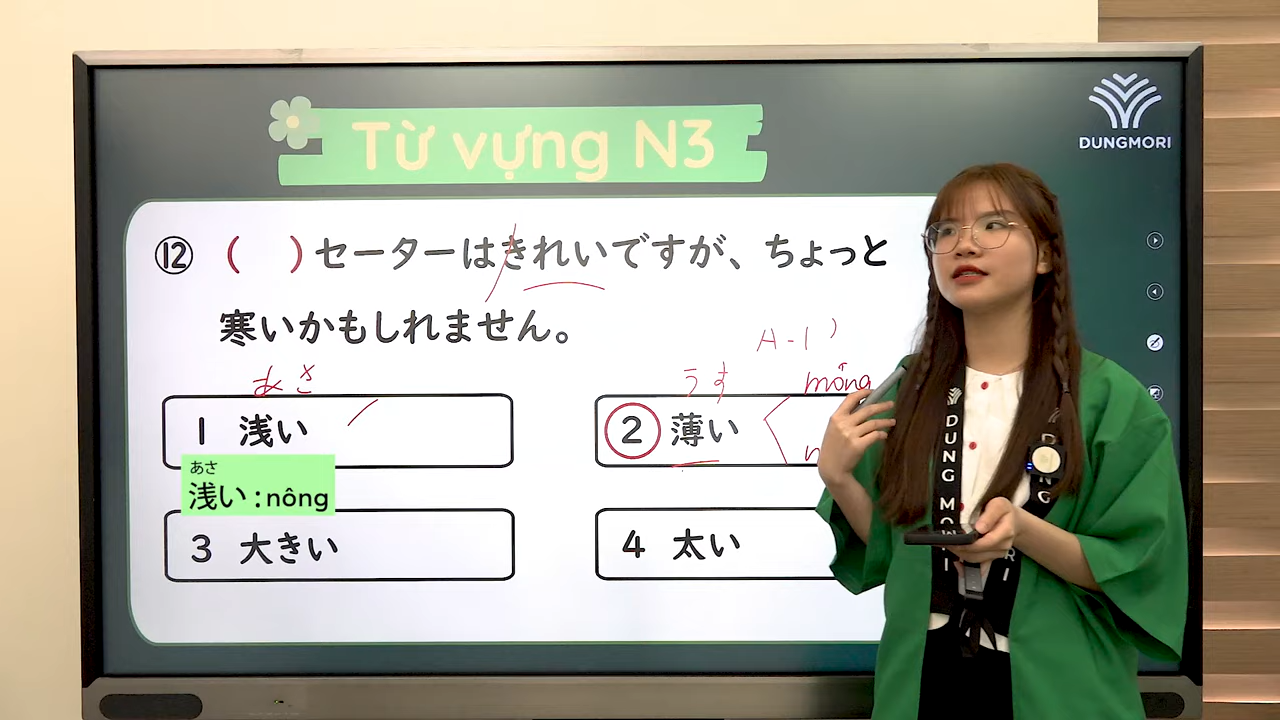 Từ vựng N3
DUNGMORI
⑫ ( ) セーターはきれいですが、ちょっと
寒いかもしれません。
A-い
あさ
うす
mỏng
1 浅い
2 薄い
あさ
浅い : nông
3 大きい
4 太い
DUNG MORI